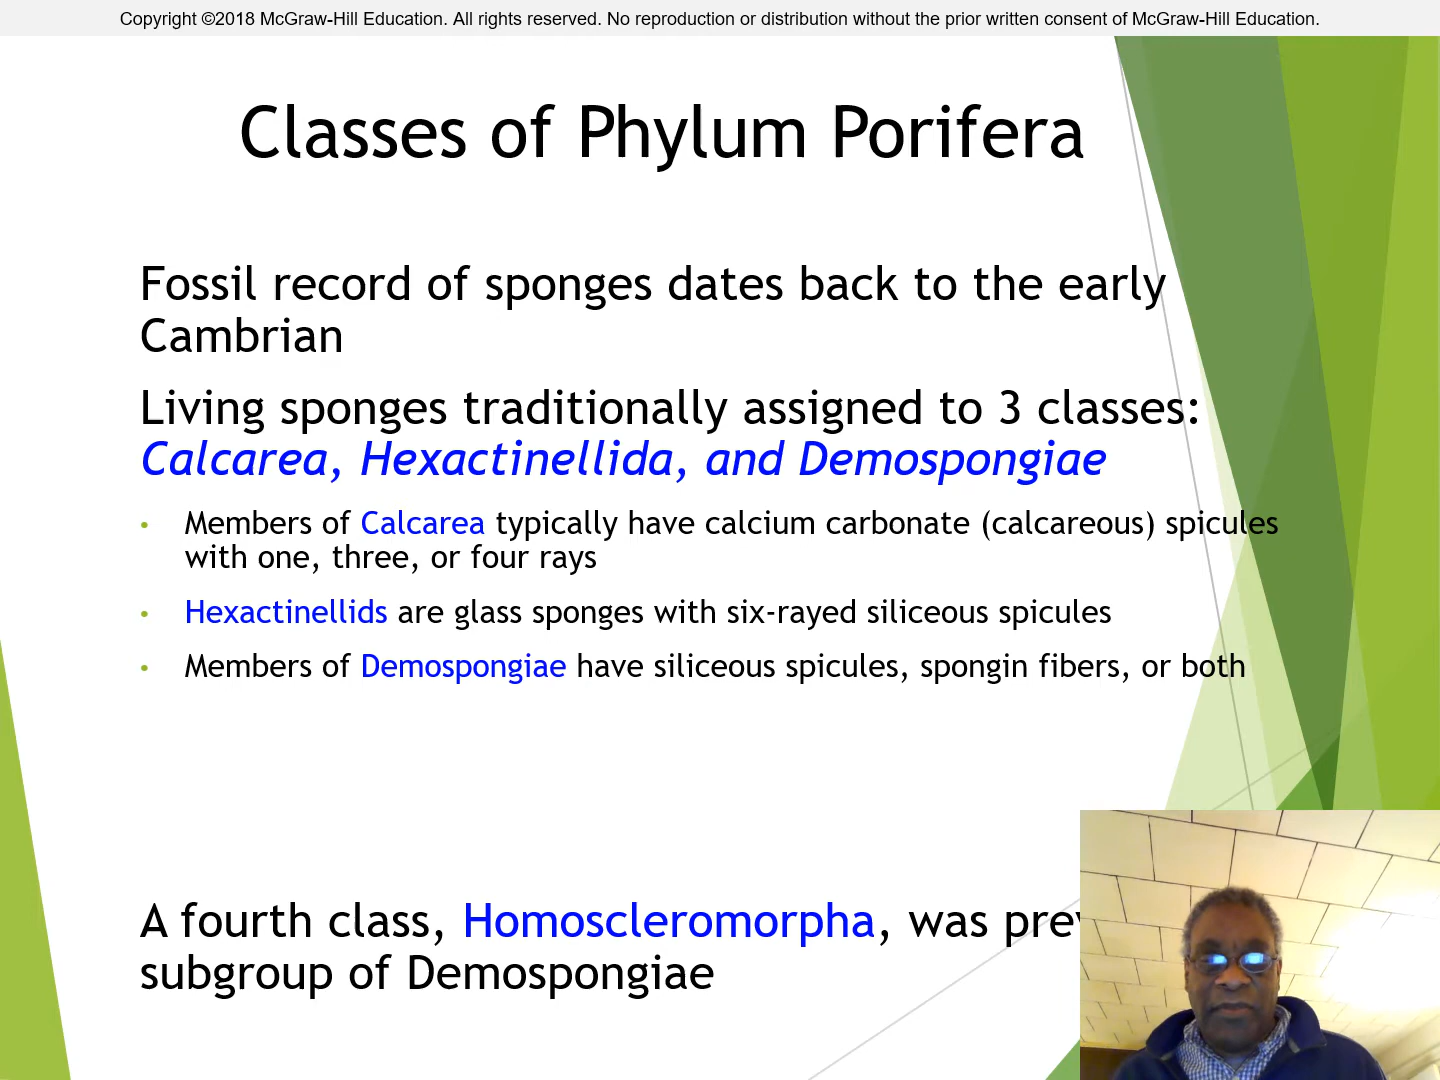 Copyright ©2018 McGraw-Hill Education. All rights reserved. No reproduction or distribution without the prior written consent of McGraw-Hill Education.
Classes of Phylum Porifera
Fossil record of sponges dates back to the early
Cambrian
Living sponges traditionally assigned to 3 classes:
Calcarea, Hexactinellida, and Demospongiae
• Members of Calcarea typically have calcium carbonate (calcareous) spicules
with one, three, or four rays
• Hexactinellids are glass sponges with six-rayed siliceous spicules
• Members of Demospongiae have siliceous spicules, spongin fibers, or both
A fourth class, Homoscleromorpha, was
subgroup of Demospongiae